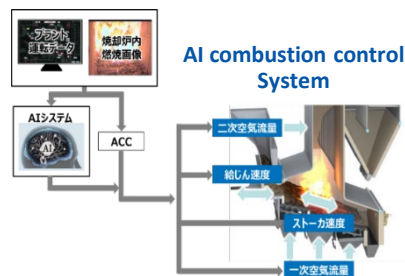 プラント
運転データ
焼却炉内
燃焼画像
AI combustion control
System
AIシステム
AI
ACC
二次空気流量
給じん速度
ストーカ速度
一次空気流量